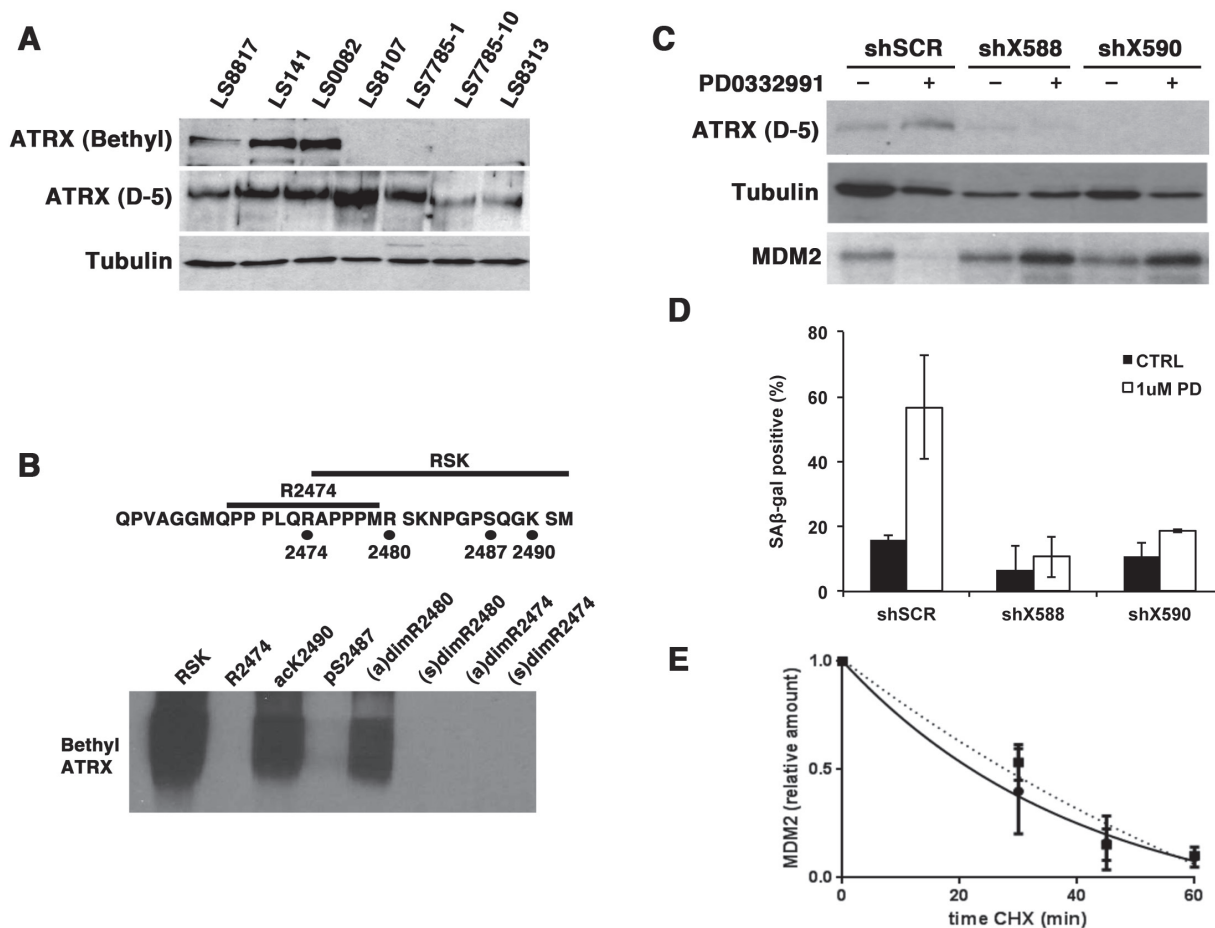 A
LS8817 LS141 LS0082 LS8107 LS7785-1 LS7785-10 LS8313
ATRX (Bethyl)
ATRX (D-5)
Tubulin
B
RSK
R2474
QPVAGGMQPP PLQRAPPPMR SKNPGPSQGK SM
2474 2480 2487 2490
RSK R2474 acK2490 pS2487 (a)dimR2480 (s)dimR2480 (a)dimR2474 (s)dimR2474
Bethyl
ATRX
C
shSCR shX588 shX590
PD0332991 – + – + – +
ATRX (D-5)
Tubulin
MDM2
D
SAβ-gal positive (%)
80
60
40
20
0
CTRL
1uM PD
shSCR shX588 shX590
E
MDM2 (relative amount)
1.0
0.5
0.0
0 20 40 60
time CHX (min)